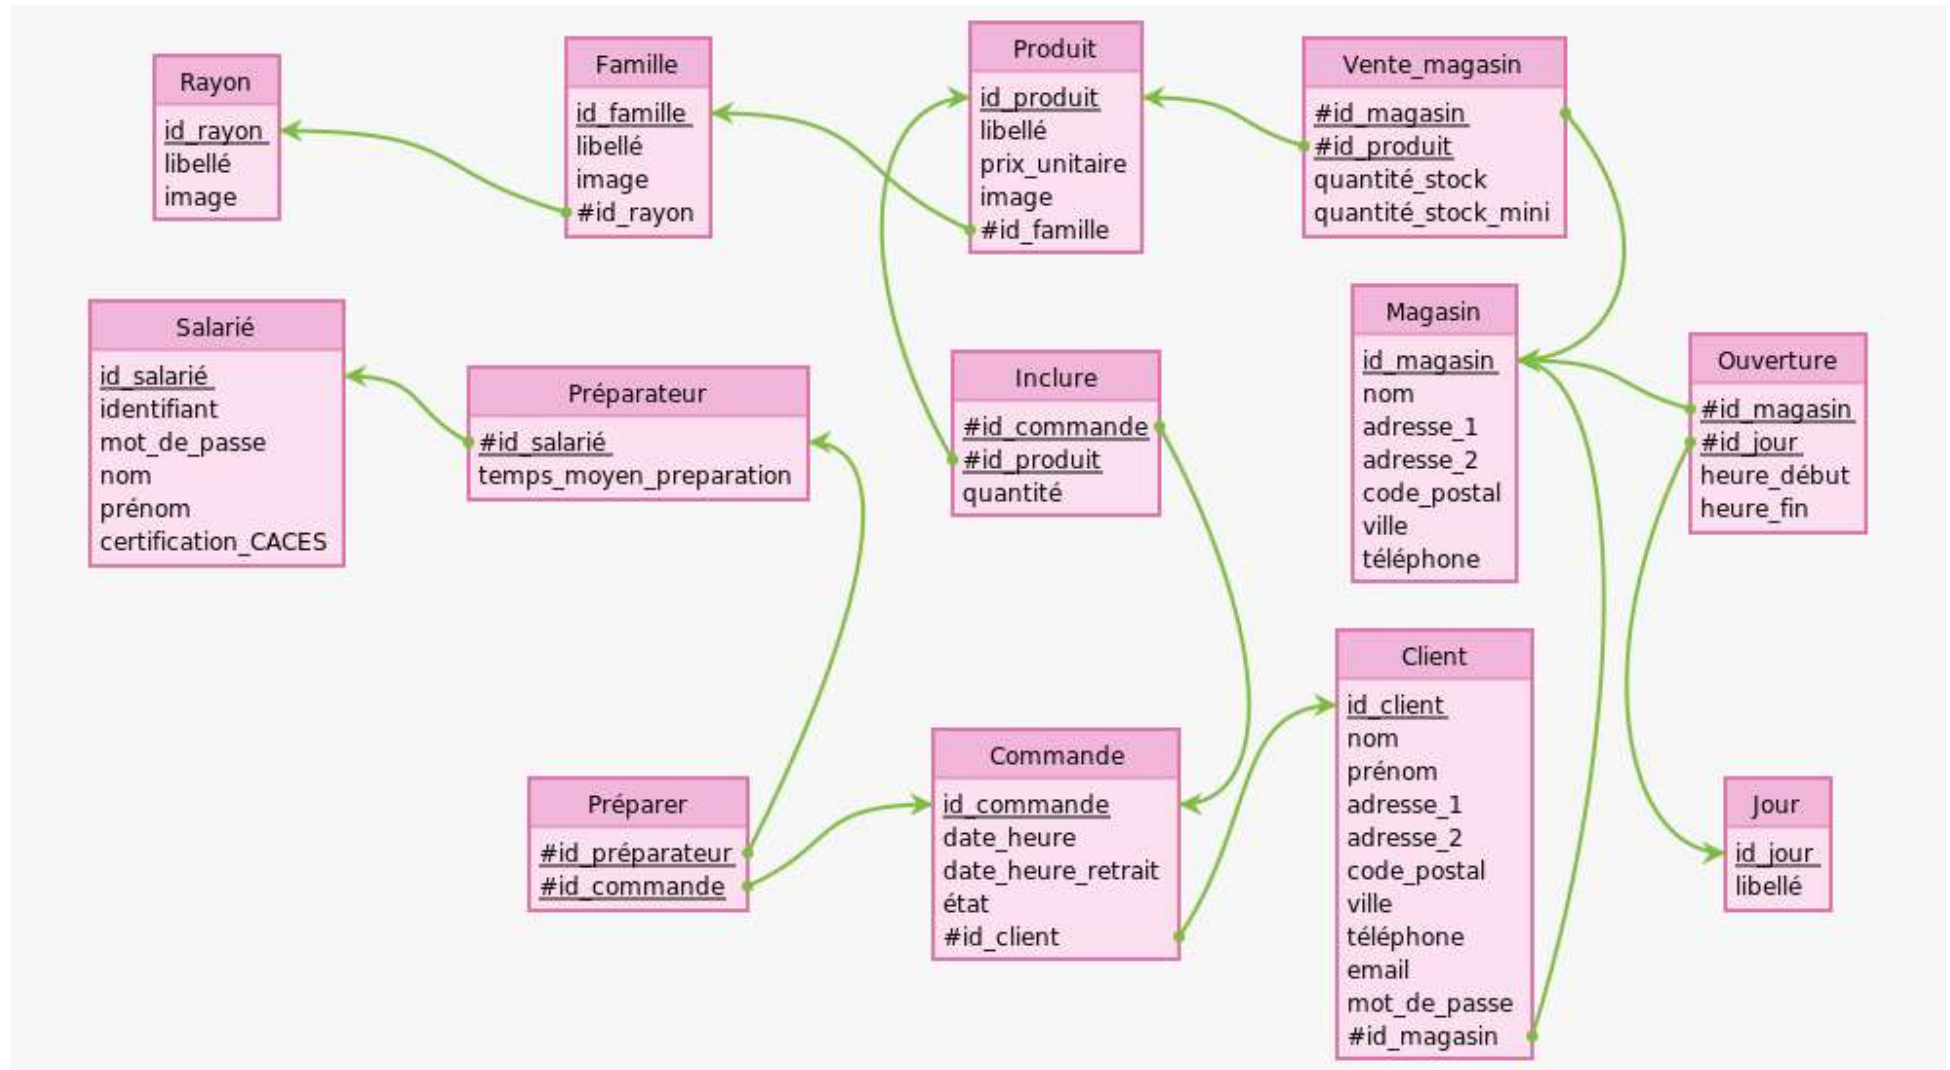 Rayon
id_rayon
libellé
image
Famille
id_famille
libellé
image
#id_rayon
Produit
id_produit
libellé
prix_unitaire
image
#id_famille
Vente_magasin
#id_magasin
#id_produit
quantité_stock
quantité_stock_mini
Salarié
id_salarié
identifiant
mot_de_passe
nom
prénom
certification_CACES
Préparateur
#id_salarié
temps_moyen_preparation
Inclure
#id_commande
#id_produit
quantité
Magasin
id_magasin
nom
adresse_1
adresse_2
code_postal
ville
téléphone
Ouverture
#id_magasin
#id_jour
heure_début
heure_fin
Préparer
#id_préparateur
#id_commande
Commande
id_commande
date_heure
date_heure_retrait
état
#id_client
Client
id_client
nom
prénom
adresse_1
adresse_2
code_postal
ville
téléphone
email
mot_de_passe
#id_magasin
Jour
id_jour
libellé